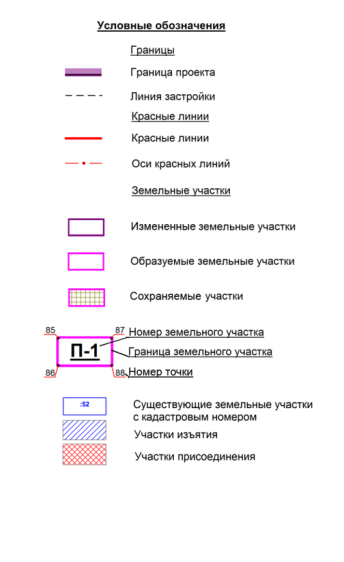 Условные обозначения
Границы
Граница проекта
Линия застройки
Красные линии
Красные линии
Оси красных линий
Земельные участки
Измененные земельные участки
Образуемые земельные участки
Сохраняемые участки
85 87 Номер земельного участка
П-1 Граница земельного участка
86 88 Номер точки
:52 Существующие земельные участки
с кадастровым номером
Участки изъятия
Участки присоединения